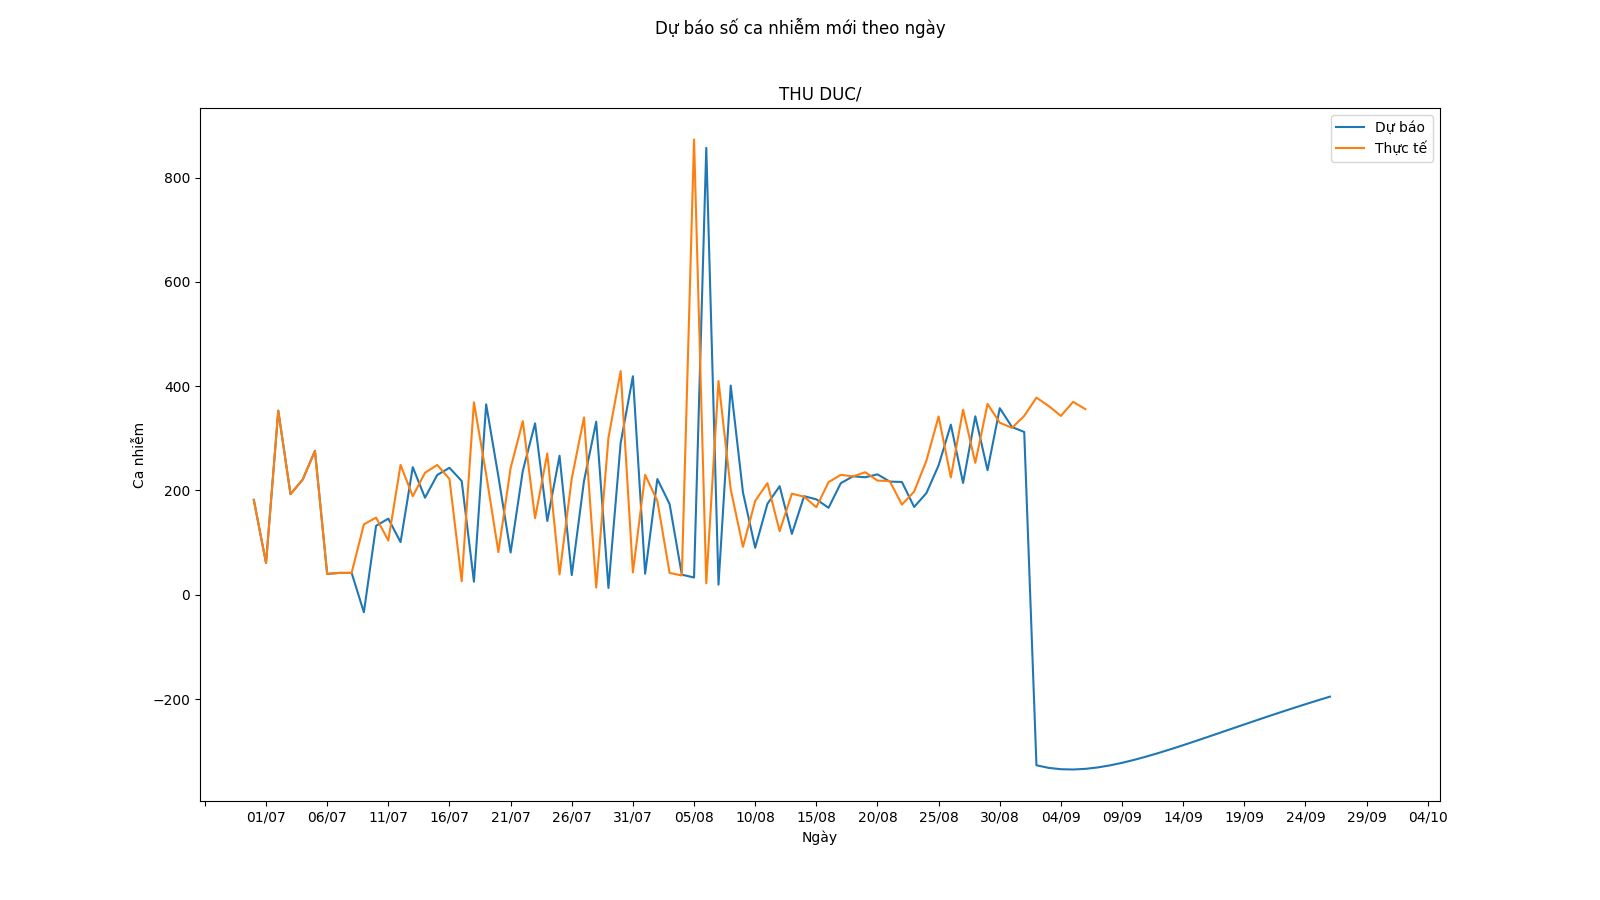 Dự báo số ca nhiễm mới theo ngày
THU DUC/
Dự báo
Thực tế
800
600
400
200
0
−200
Ca nhiễm
01/07 06/07 11/07 16/07 21/07 26/07 31/07 05/08 10/08 15/08 20/08 25/08 30/08 04/09 09/09 14/09 19/09 24/09 29/09 04/10
Ngày